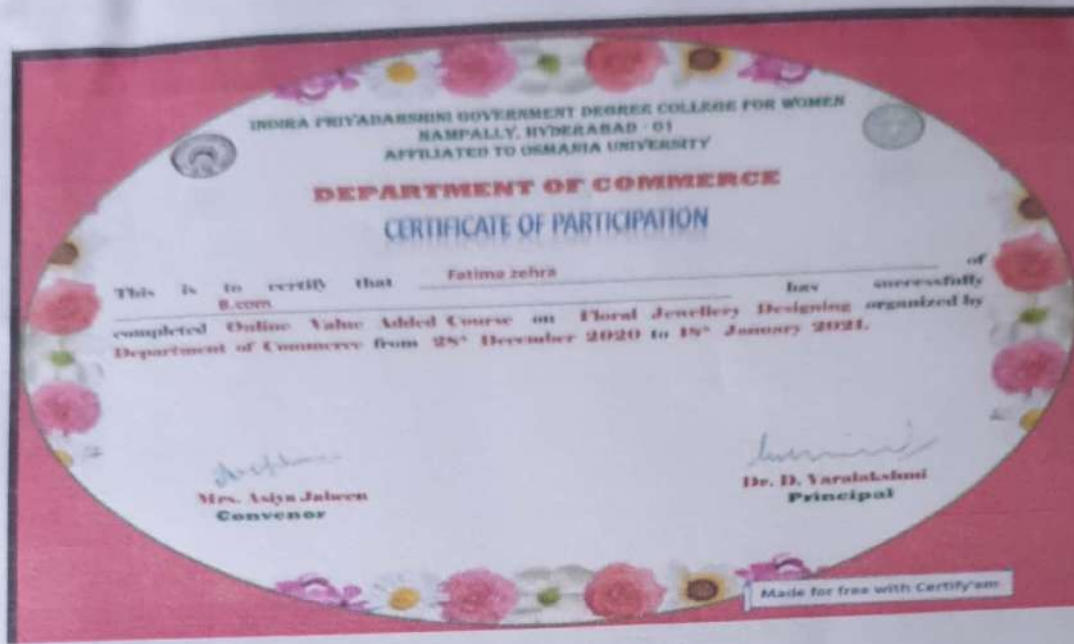 INDIRA PRIYADARSHINI GOVERNMENT DEGREE COLLEGE FOR WOMEN
NAMPALLY, HYDERABAD - 01
AFFILIATED TO OSMANIA UNIVERSITY
DEPARTMENT OF COMMERCE
CERTIFICATE OF PARTICIPATION
This is to certify that Fatima zehra of
B.com has successfully
completed Online Value Added Course on Floral Jewellery Designing organized by
Department of Commerce from 28th December 2020 to 18th January 2021.
Mrs. Asiya Jabeen
Convenor
Dr. D. Varalakshmi
Principal
Made for free with Certify'em